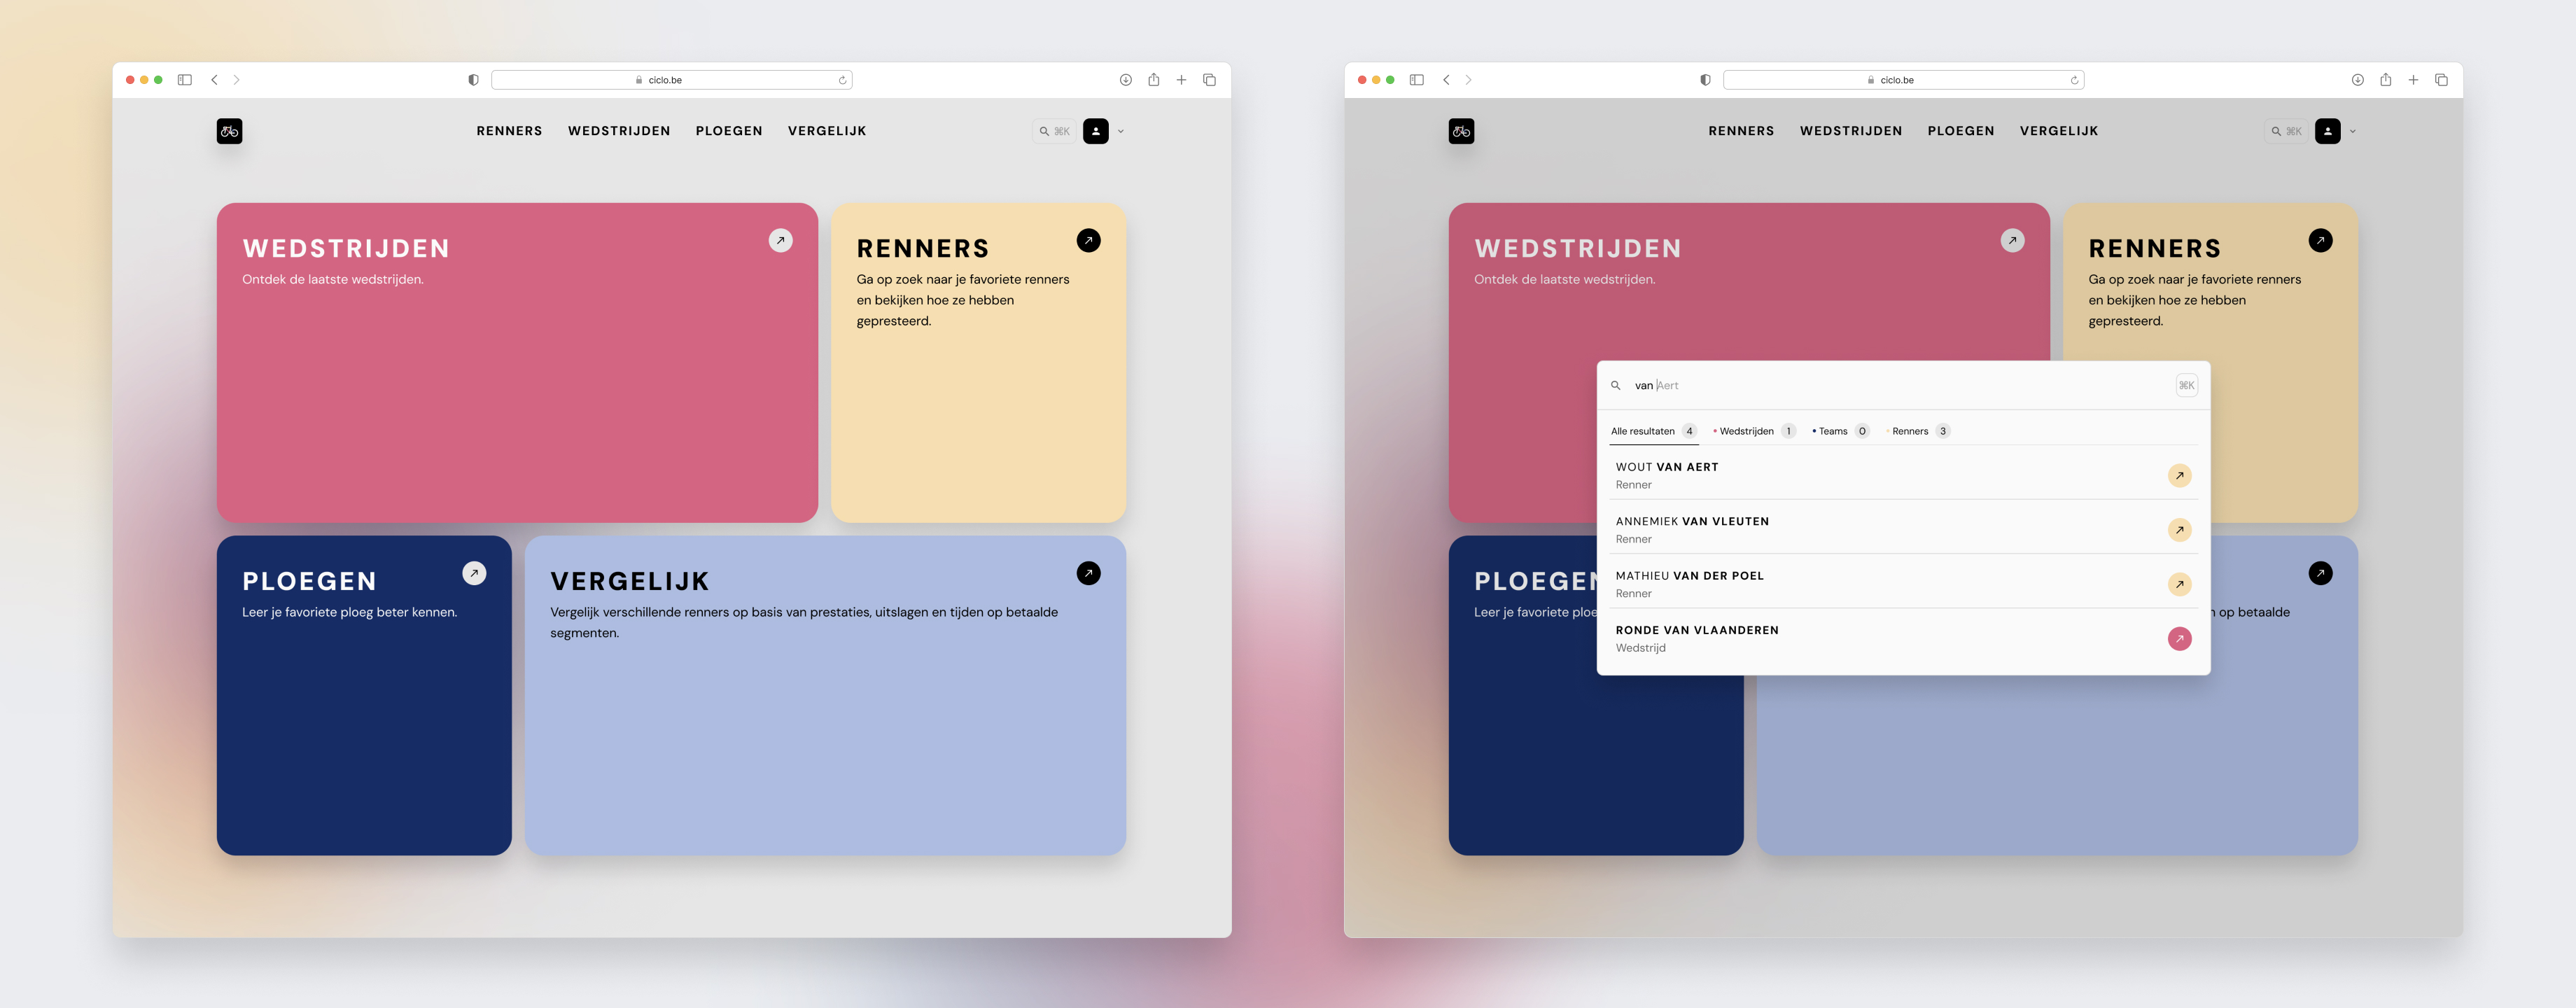 ciclo.be
RENNERS WEDSTRIJDEN PLOEGEN VERGELIJK
⌘K
WEDSTRIJDEN
Ontdek de laatste wedstrijden.
RENNERS
Ga op zoek naar je favoriete renners
en bekijken hoe ze hebben
gepresteerd.
PLOEGEN
Leer je favoriete ploeg beter kennen.
VERGELIJK
Vergelijk verschillende renners op basis van prestaties, uitslagen en tijden op betaalde
segmenten.
ciclo.be
RENNERS WEDSTRIJDEN PLOEGEN VERGELIJK
⌘K
WEDSTRIJDEN
Ontdek de laatste wedstrijden.
RENNERS
Ga op zoek naar je favoriete renners
en bekijken hoe ze hebben
gepresteerd.
van Aert
⌘K
Alle resultaten 4 Wedstrijden 1 Teams 0 Renners 3
WOUT VAN AERT
Renner
ANNEMIEK VAN VLEUTEN
Renner
MATHIEU VAN DER POEL
Renner
RONDE VAN VLAANDEREN
Wedstrijd
PLOEGEN
Leer je favoriete ploe
op betaalde